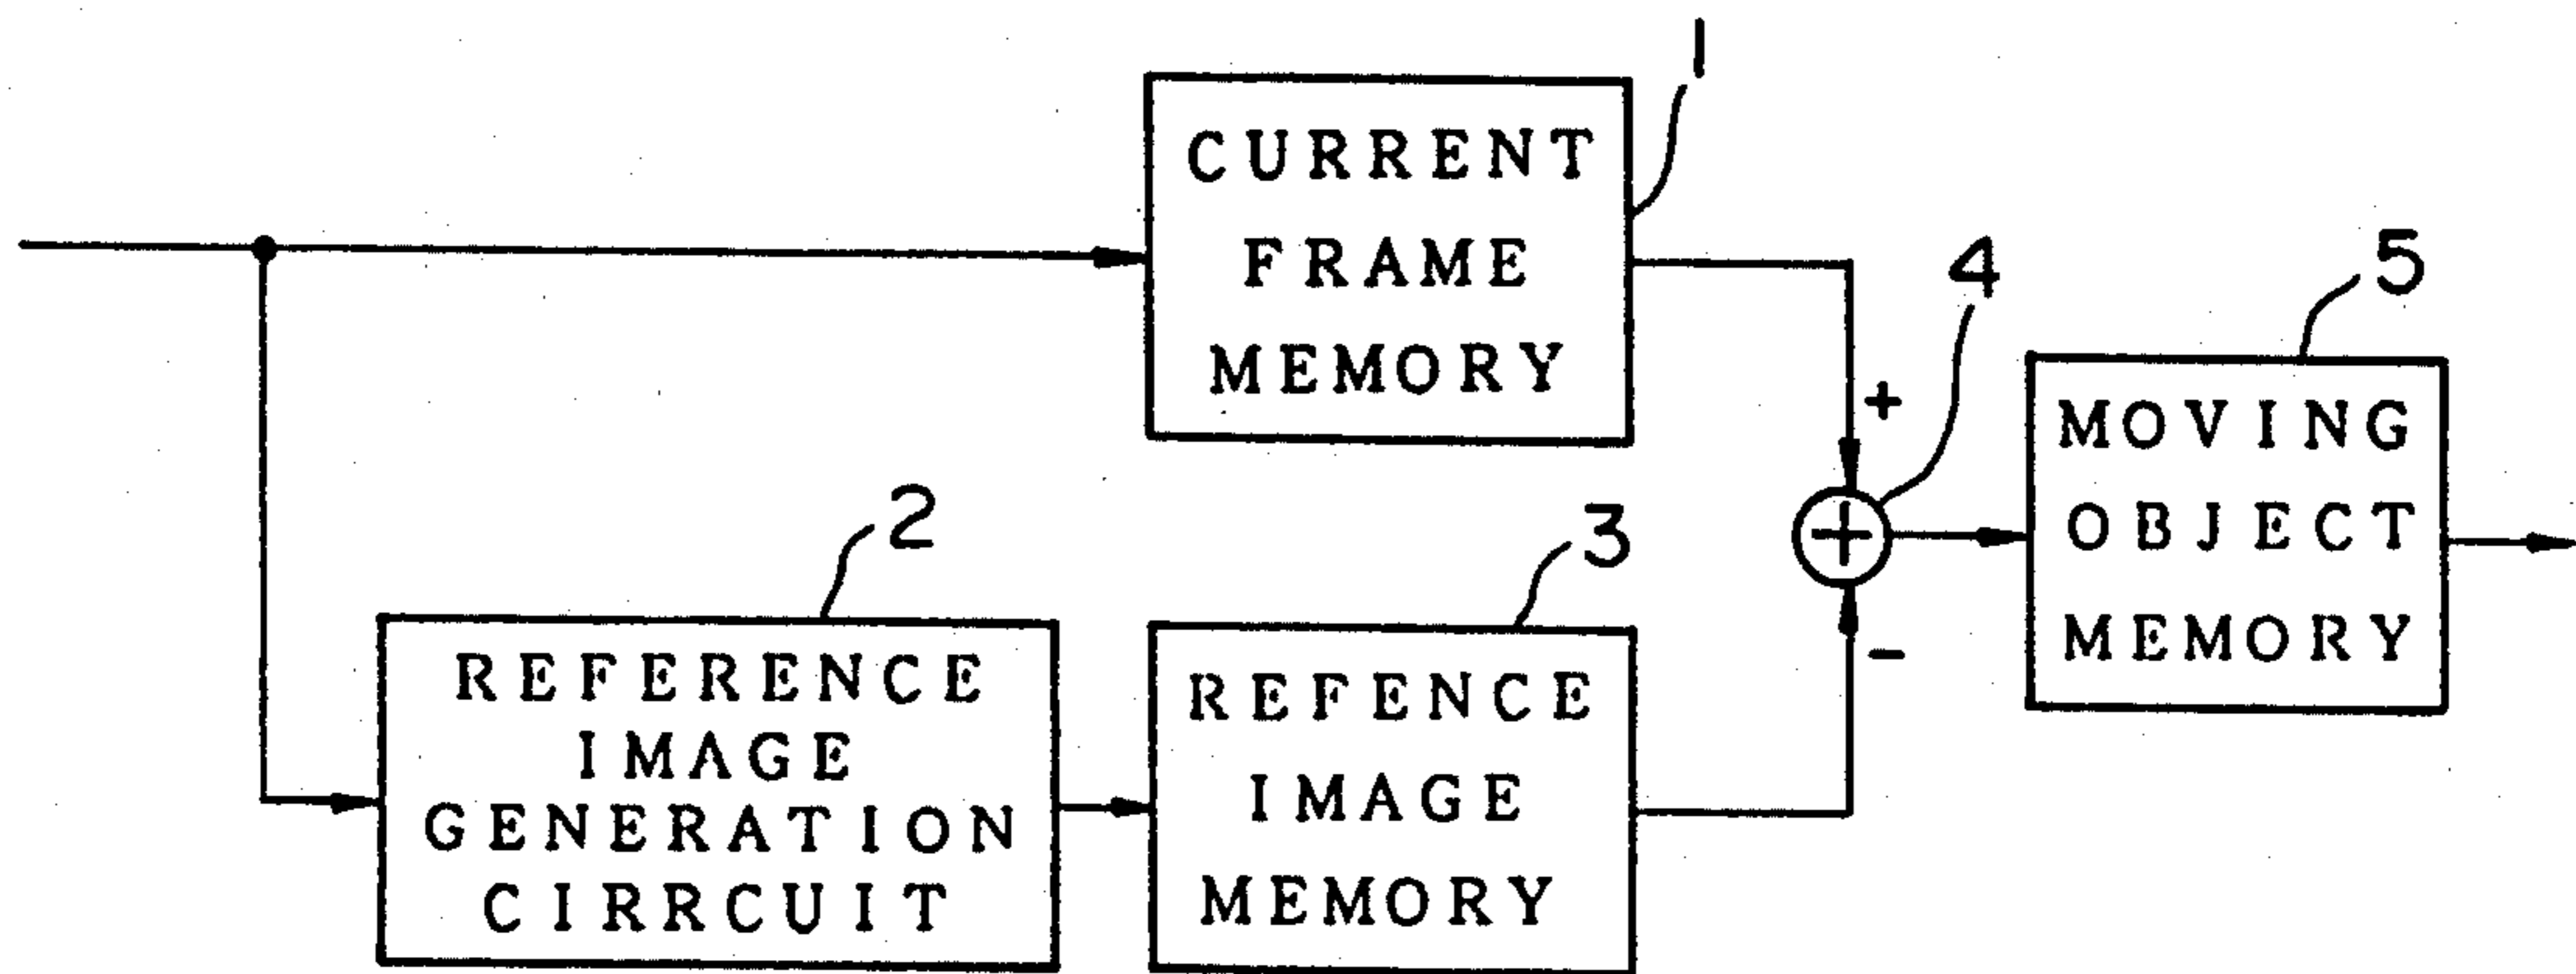 1
CURRENT
FRAME
MEMORY
+
4
5
MOVING
OBJECT
MEMORY
-
2
REFERENCE
IMAGE
GENERATION
CIRRCUIT
3
REFENCE
IMAGE
MEMORY
+